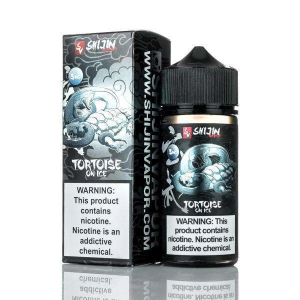 SHIJIN
TORTOISE
ON ICE
WARNING:
This product
contains
nicotine.
Nicotine is an
addictive
chemical.
WWW.SHIJINVAPOR.COM
SHIJIN
TORTOISE
ON ICE
WARNING:
This product
contains nicotine.
Nicotine is an
addictive chemical.